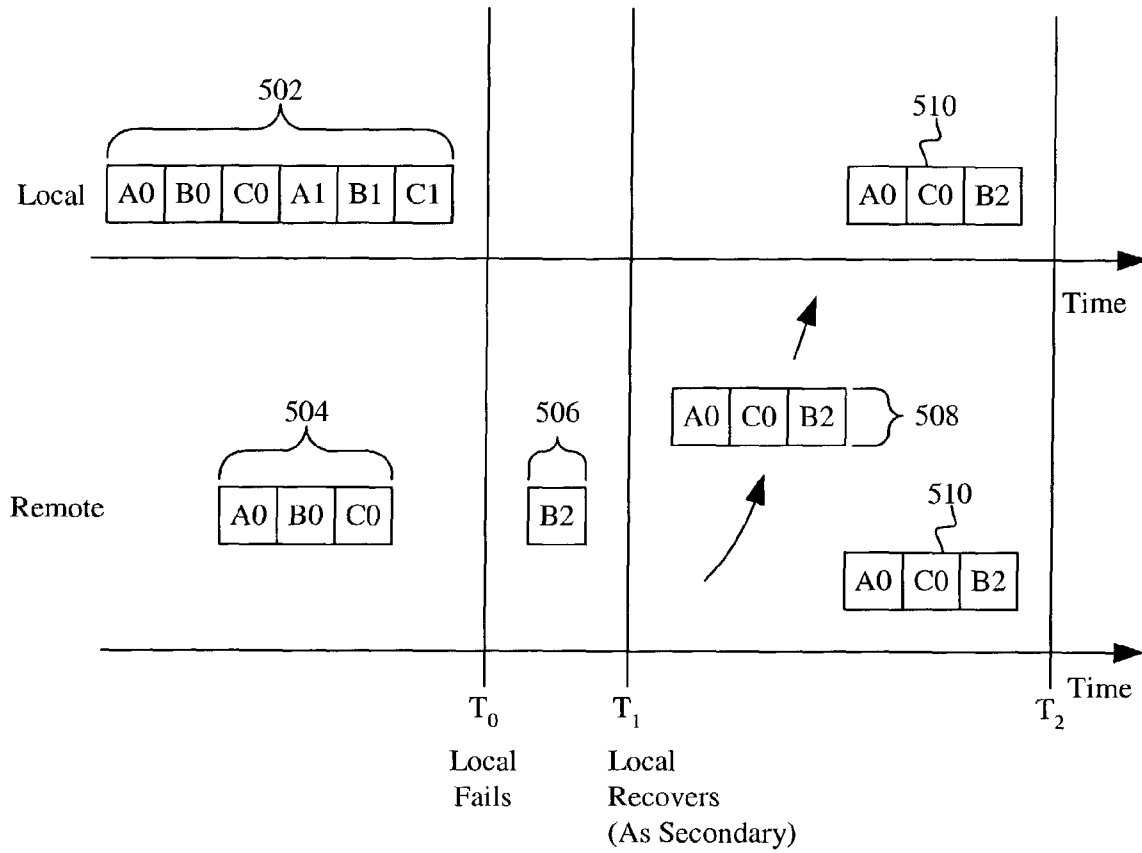 502
510
Local
A0 B0 C0 A1 B1 C1
A0 C0 B2
Time
504
506
A0 C0 B2
508
Remote
A0 B0 C0
B2
510
A0 C0 B2
Time
T0
T1
T2
Local
Fails
Local
Recovers
(As Secondary)